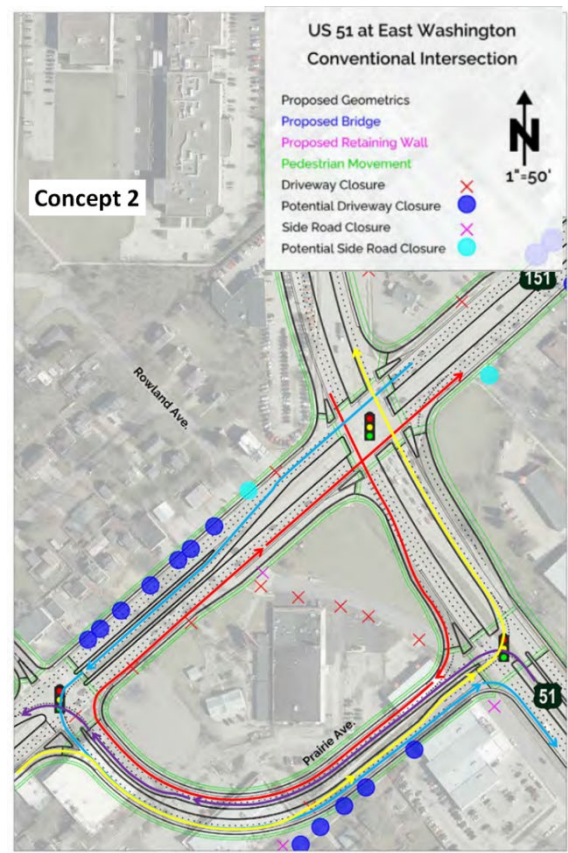 US 51 at East Washington
Conventional Intersection
Proposed Geometrics
Proposed Bridge
Proposed Retaining Wall
Pedestrian Movement
Driveway Closure
Potential Driveway Closure
Side Road Closure
Potential Side Road Closure
N
1"=50'
Concept 2
151
Rowland Ave.
51
Prairie Ave.